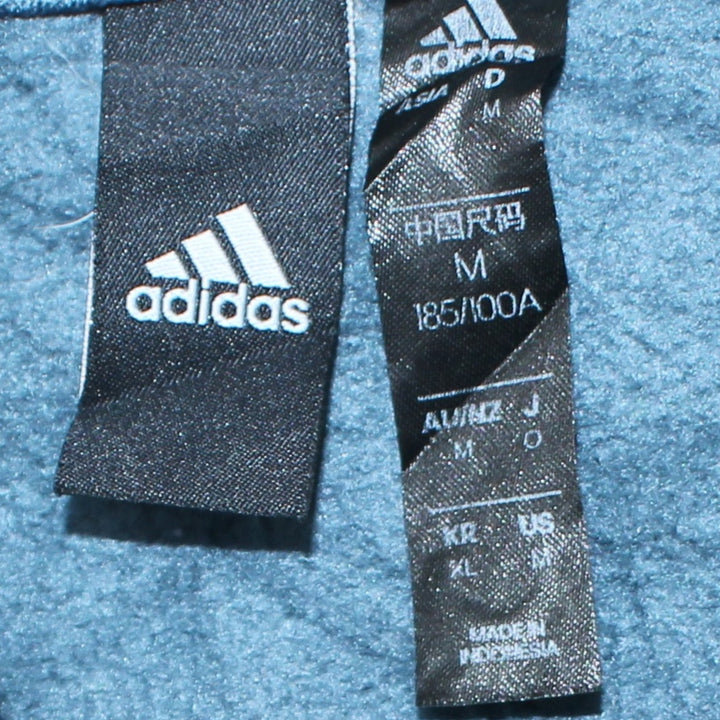 adidas
adidas
ASIA D
M
中国尺码
M
185/100A
AU/NZ J
M O
KR US
XL M
MADE IN
INDONESIA